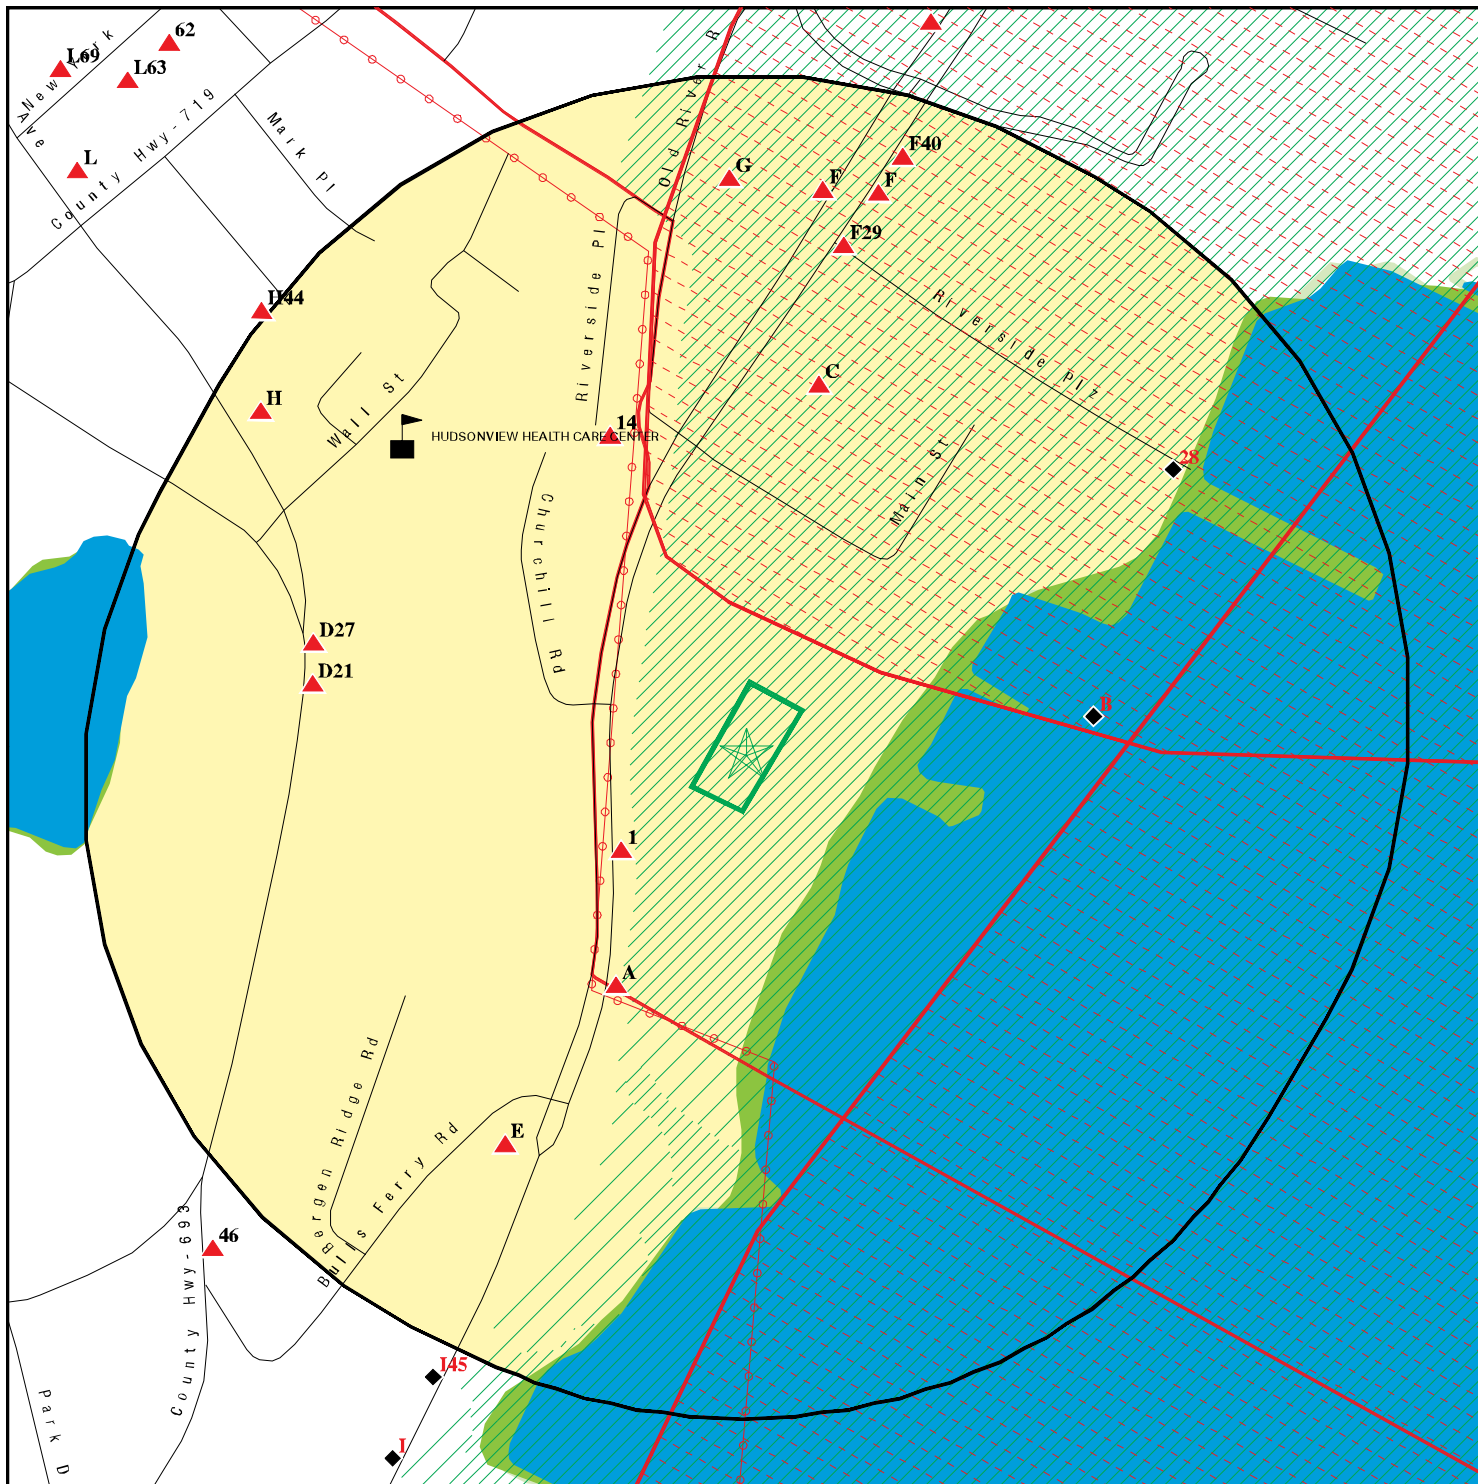 62
L69
L63
New York
Ave
L
County Hwy-719
Mark Pl
Old River R
G
F
F40
F
F29
H44
Riverside Pl
Riverside Plz
C
H
Wall St
HUDSONVIEW HEALTH CARE CENTER
14
Main St
28
Churchill Rd
D27
D21
B
1
A
Bergen Ridge Rd
E
Bulls Ferry Rd
46
County Hwy-693
I45
Park D
I